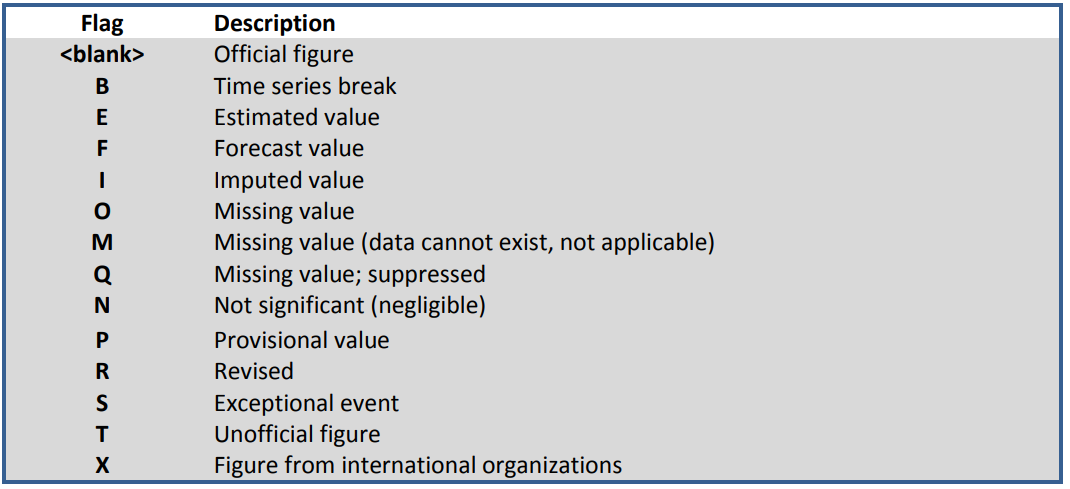 Flag Description
<blank> Official figure
B Time series break
E Estimated value
F Forecast value
I Imputed value
O Missing value
M Missing value (data cannot exist, not applicable)
Q Missing value; suppressed
N Not significant (negligible)
P Provisional value
R Revised
S Exceptional event
T Unofficial figure
X Figure from international organizations